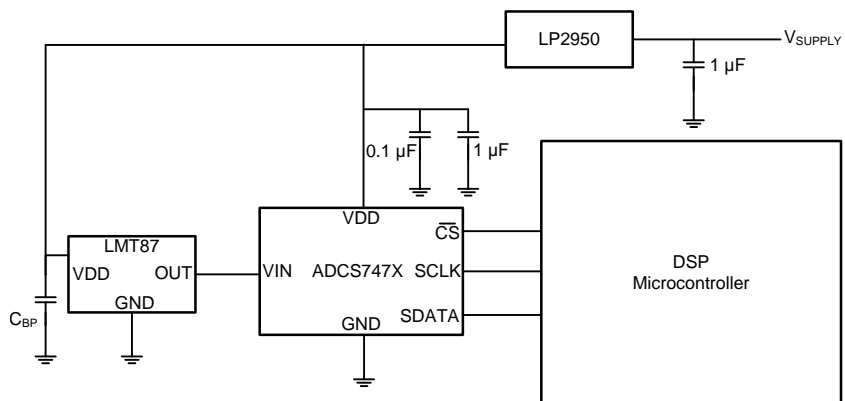 LP2950
VSUPPLY
1 µF
0.1 µF
1 µF
VDD
CS
LMT87
VDD
OUT
VIN
ADCS747X
SCLK
DSP
Microcontroller
GND
SDATA
CBP
GND